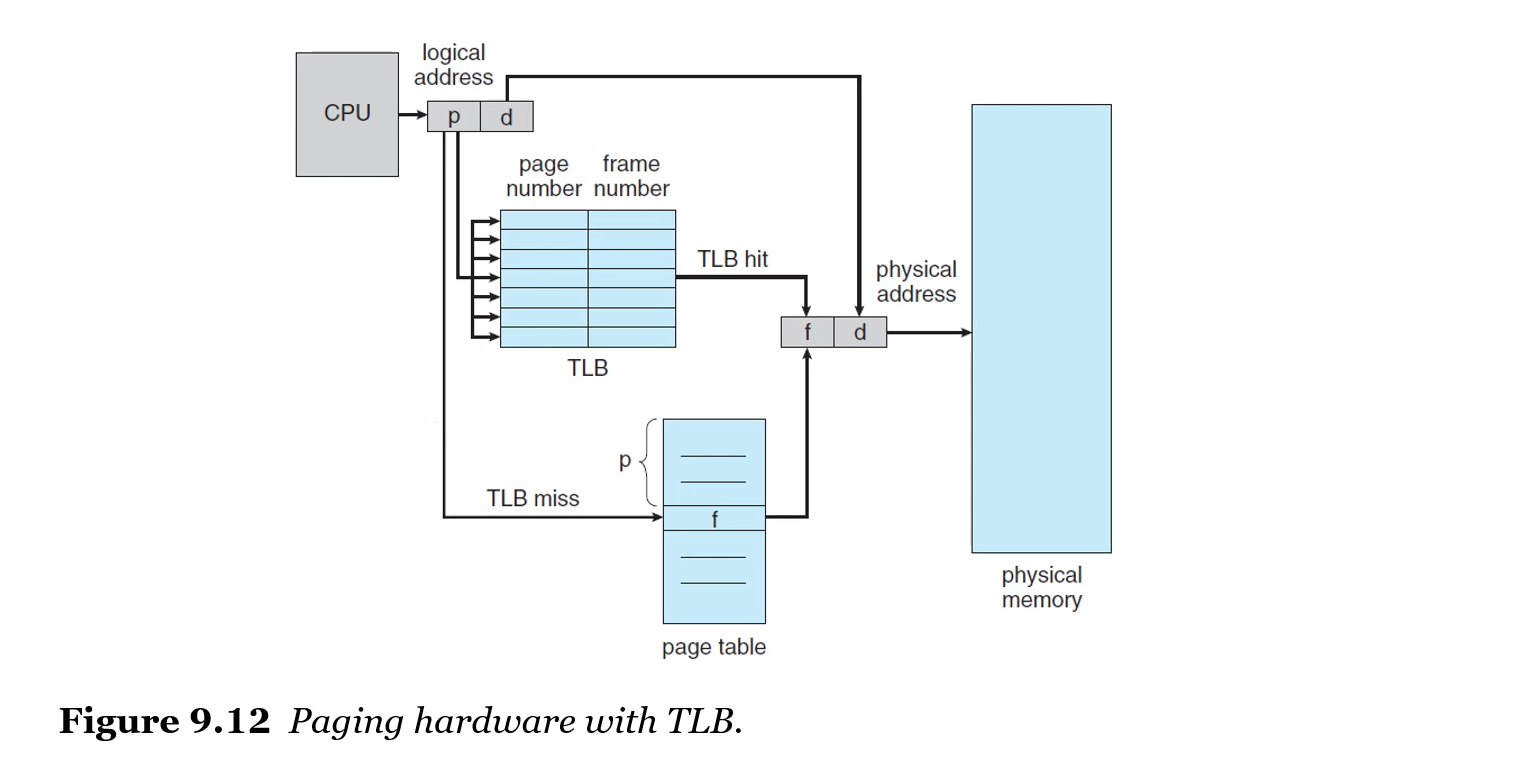 logical
address
CPU
p
d
page
number
frame
number
TLB hit
physical
address
f
d
TLB
p
TLB miss
f
physical
memory
page table
Figure 9.12 Paging hardware with TLB.